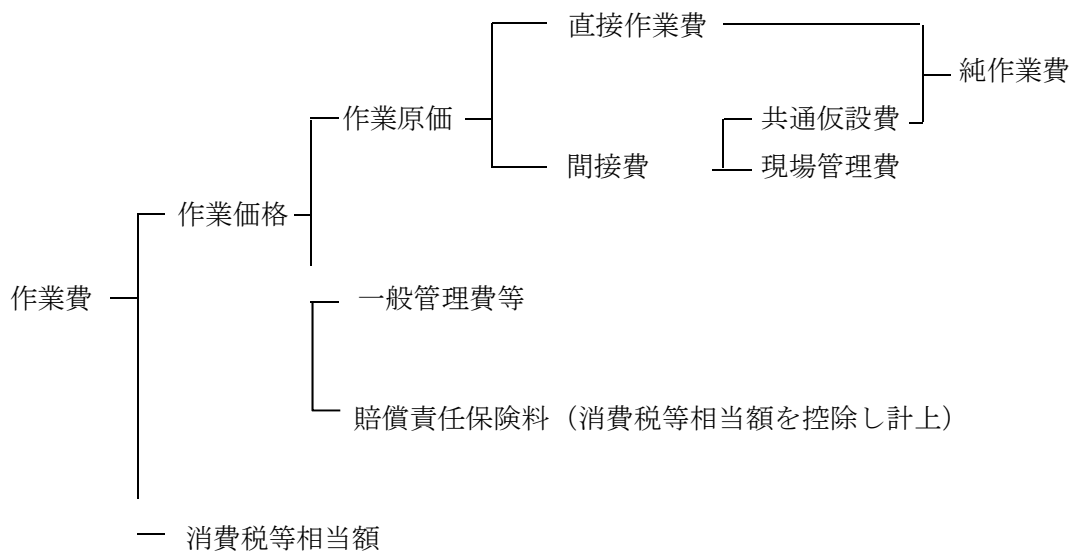 直接作業費
純作業費
作業原価
共通仮設費
間接費
現場管理費
作業価格
作業費
一般管理費等
賠償責任保険料（消費税等相当額を控除し計上）
消費税等相当額